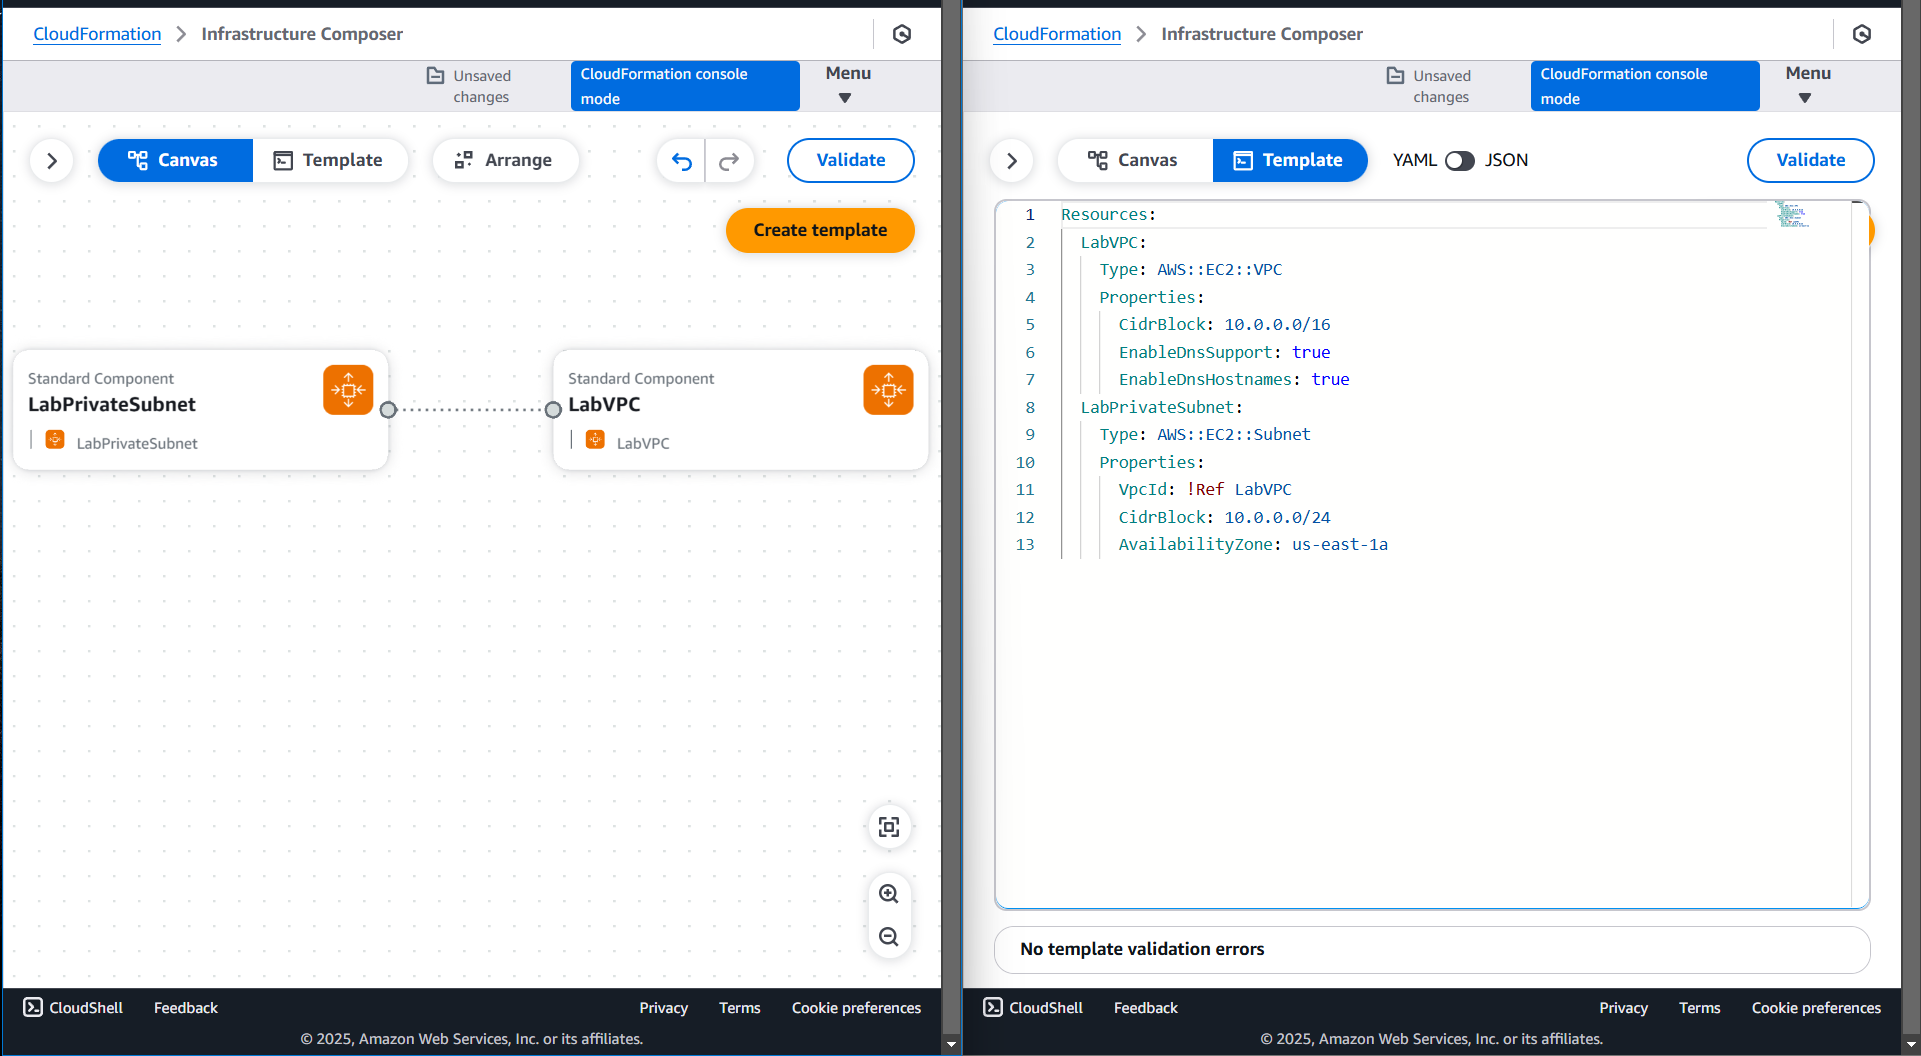 CloudFormation > Infrastructure Composer
Unsaved changes
CloudFormation console mode
Menu
Canvas
Template
Arrange
Validate
Create template
Standard Component
LabPrivateSubnet
LabPrivateSubnet
Standard Component
LabVPC
LabVPC
CloudShell Feedback Privacy Terms Cookie preferences
© 2025, Amazon Web Services, Inc. or its affiliates.
CloudFormation > Infrastructure Composer
Unsaved changes
CloudFormation console mode
Menu
Canvas
Template
YAML JSON
Validate
1 Resources:
2   LabVPC:
3     Type: AWS::EC2::VPC
4     Properties:
5       CidrBlock: 10.0.0.0/16
6       EnableDnsSupport: true
7       EnableDnsHostnames: true
8   LabPrivateSubnet:
9     Type: AWS::EC2::Subnet
10     Properties:
11       VpcId: !Ref LabVPC
12       CidrBlock: 10.0.0.0/24
13       AvailabilityZone: us-east-1a
No template validation errors
CloudShell Feedback Privacy Terms Cookie preferences
© 2025, Amazon Web Services, Inc. or its affiliates.